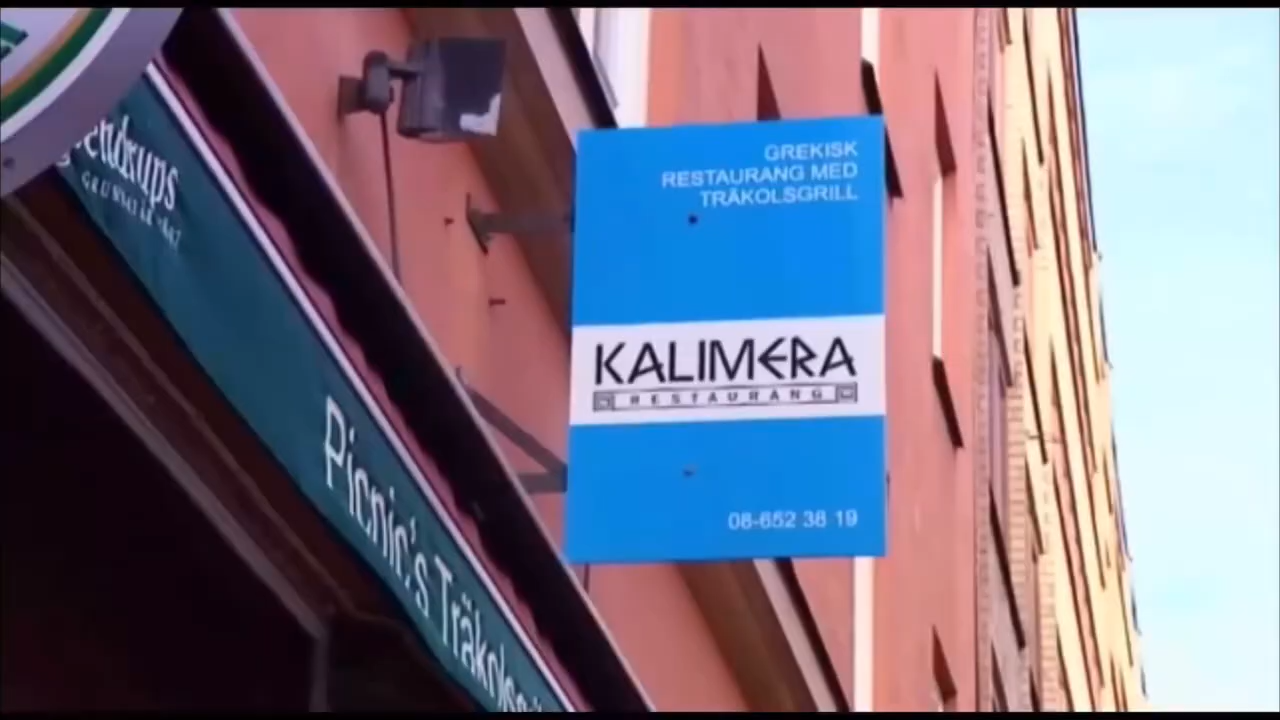 GREKISK
RESTAURANG MED
TRÄKOLSGRILL
KALIMERA
RESTAURANG
08-652 38 19
Picnic's